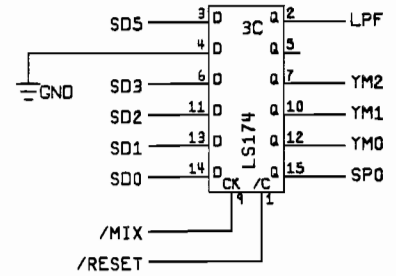 SD5 3 D 3C Q 2 LPF
4 D Q 5
GND
SD3 6 D Q 7 YM2
SD2 11 D Q 10 YM1
SD1 13 D Q 12 YM0
SD0 14 D Q 15 SP0
LS174
CK /C
9 1
/MIX
/RESET